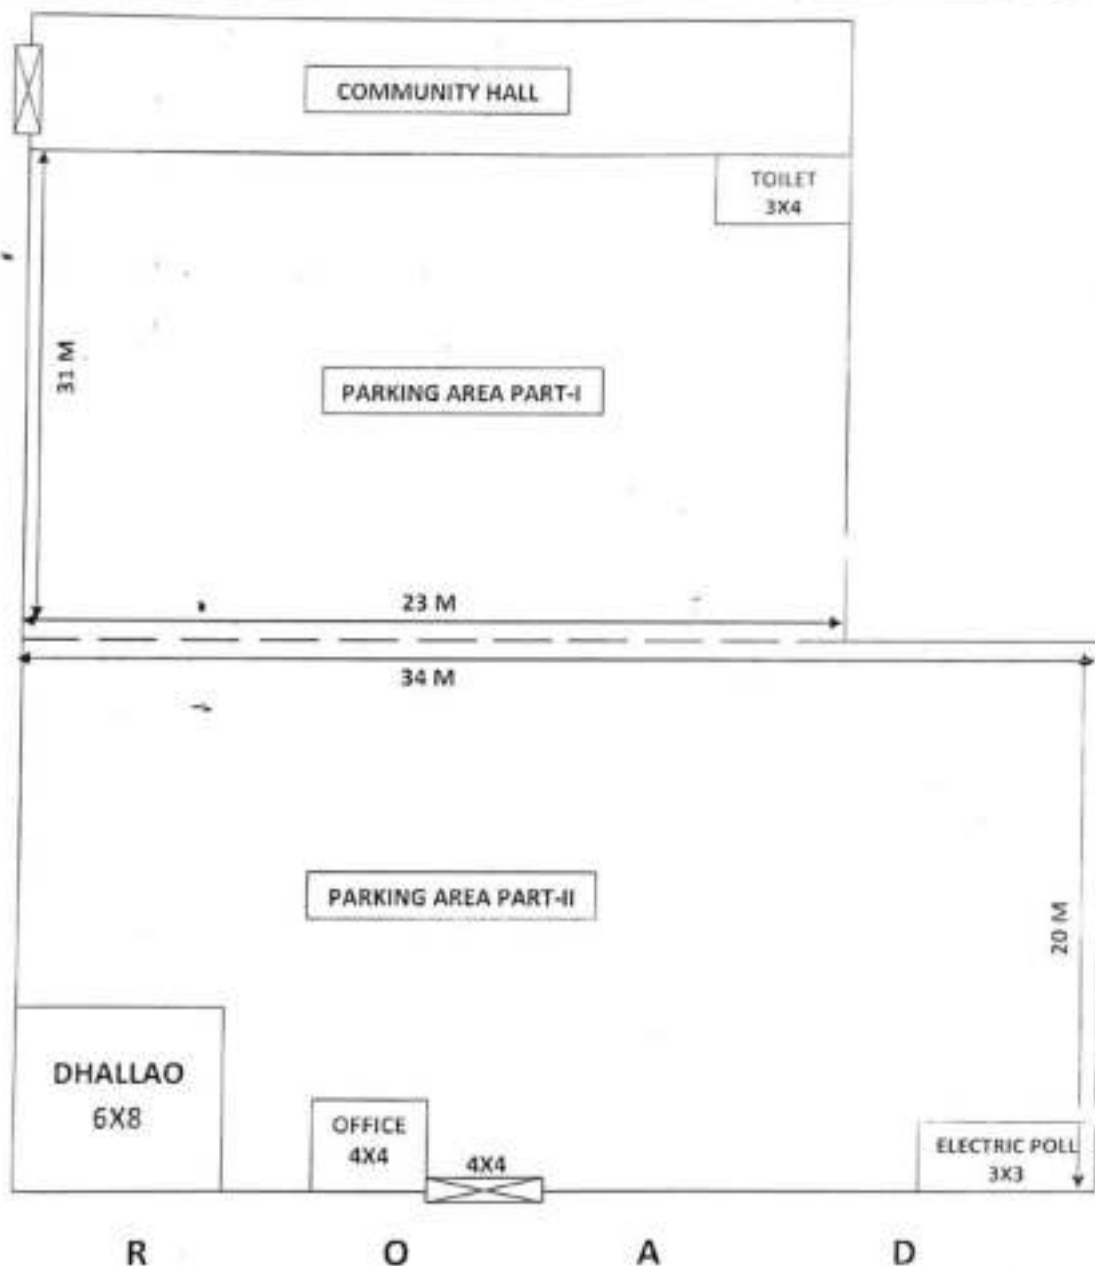 COMMUNITY HALL
TOILET
3X4
31 M
PARKING AREA PART-I
23 M
34 M
PARKING AREA PART-II
20 M
DHALLAO
6X8
OFFICE
4X4
4X4
ELECTRIC POLL
3X3
R O A D